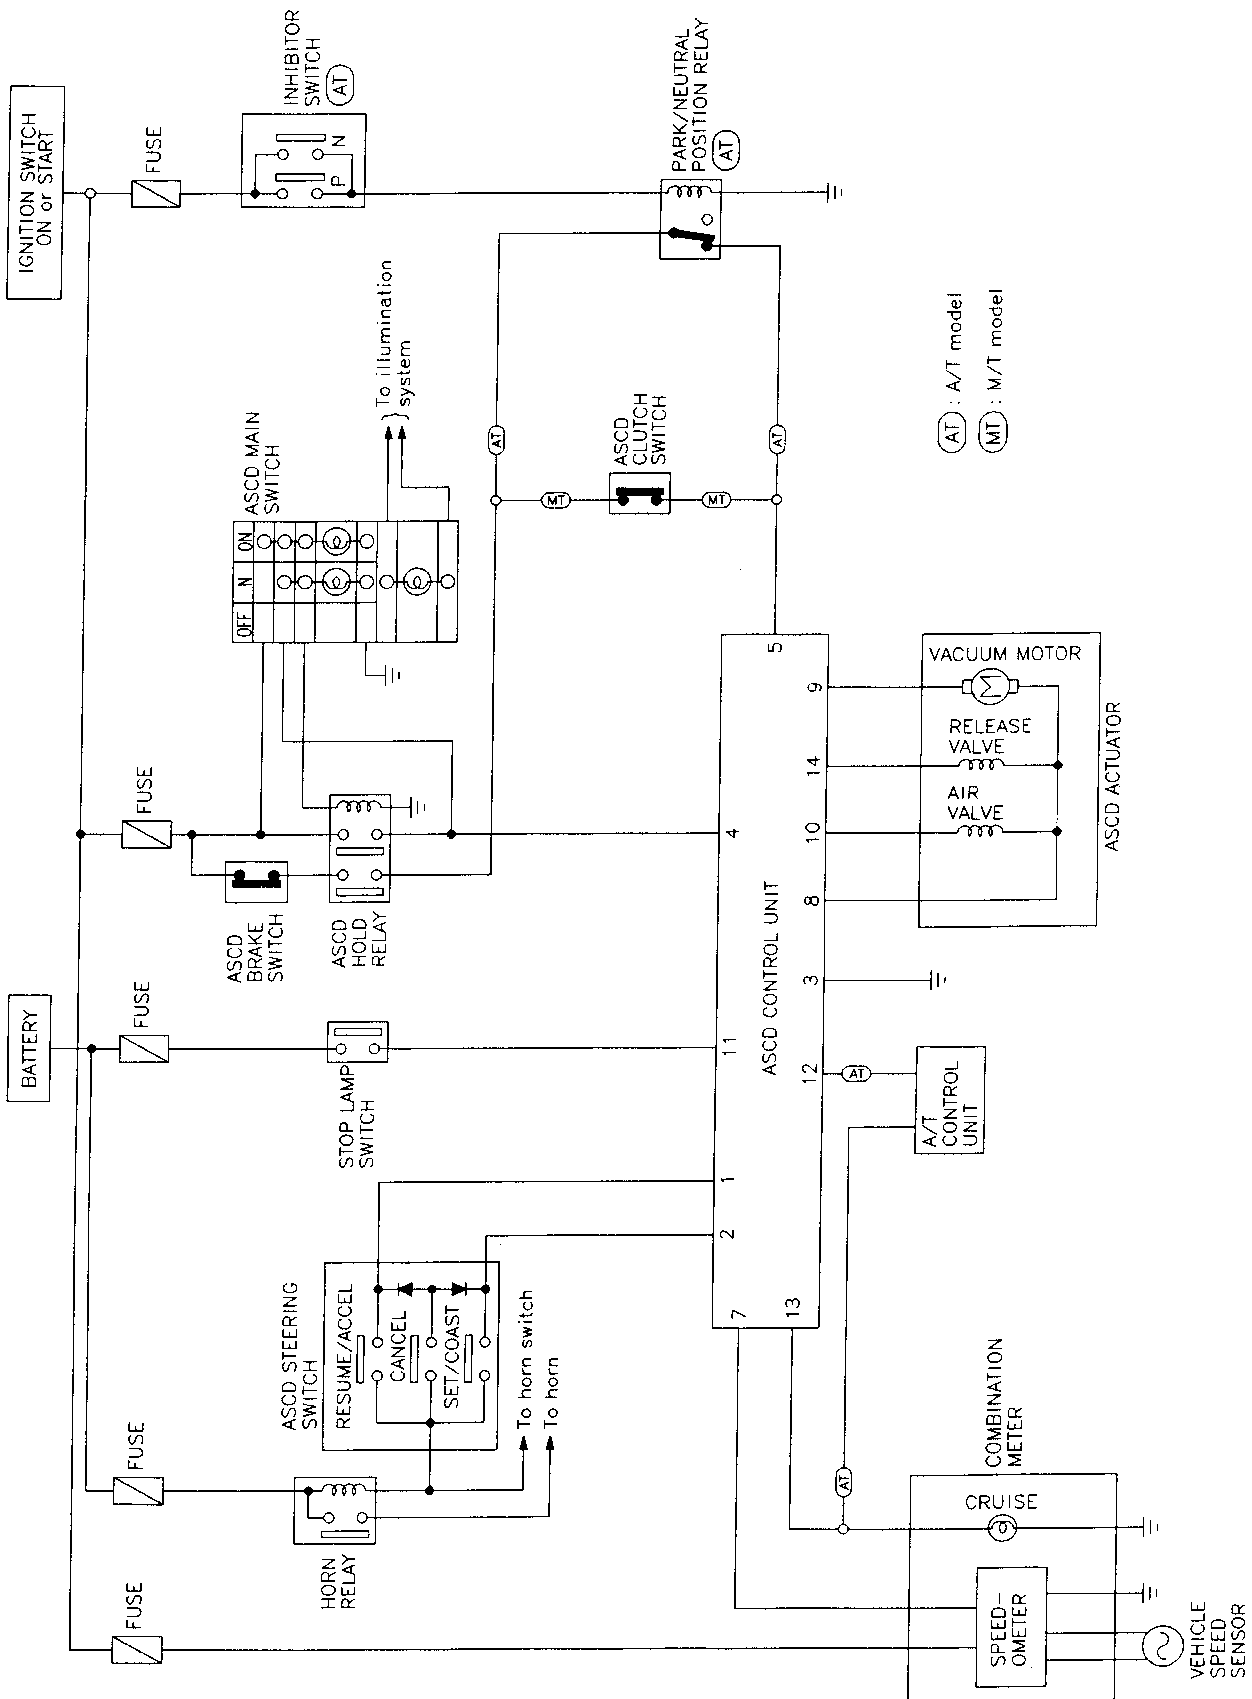 IGNITION SWITCH
ON or START
FUSE
INHIBITOR
SWITCH
AT
N
P
PARK/NEUTRAL
POSITION RELAY
AT
To illumination
system
ASCD MAIN
SWITCH
OFF
N
ON
AT
AT
MT
MT
ASCD
CLUTCH
SWITCH
AT : A/T model
MT : M/T model
FUSE
ASCD
BRAKE
SWITCH
ASCD
HOLD
RELAY
BATTERY
FUSE
STOP LAMP
SWITCH
ASCD CONTROL UNIT
5
4
11
1
2
7
13
12
3
8
10
14
9
VACUUM MOTOR
M
RELEASE
VALVE
AIR
VALVE
ASCD ACTUATOR
AT
A/T
CONTROL
UNIT
ASCD STEERING
SWITCH
RESUME/ACCEL
CANCEL
SET/COAST
To horn switch
To horn
FUSE
HORN
RELAY
FUSE
AT
COMBINATION
METER
CRUISE
SPEED-
OMETER
VEHICLE
SPEED
SENSOR